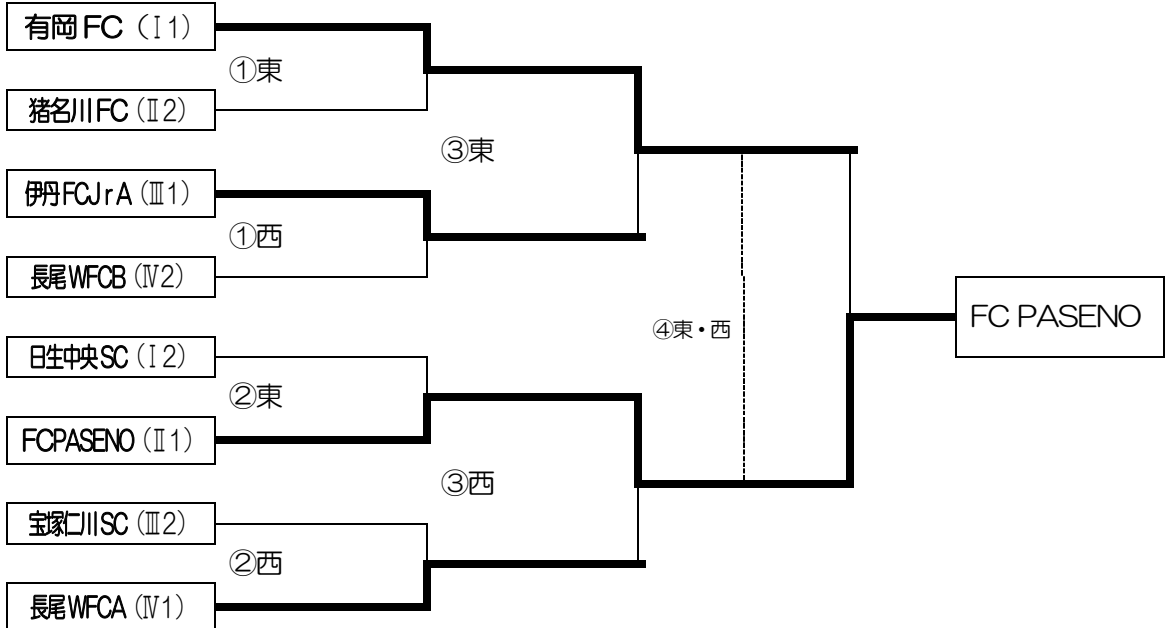 有岡FC（Ⅰ1）
①東
猪名川FC（Ⅱ2）
③東
伊丹FCJrA（Ⅲ1）
①西
長尾WFCB（Ⅳ2）
FC PASENO
④東・西
日生中央SC（Ⅰ2）
②東
FCPASENO（Ⅱ1）
③西
宝塚仁川SC（Ⅲ2）
②西
長尾WFCA（Ⅳ1）